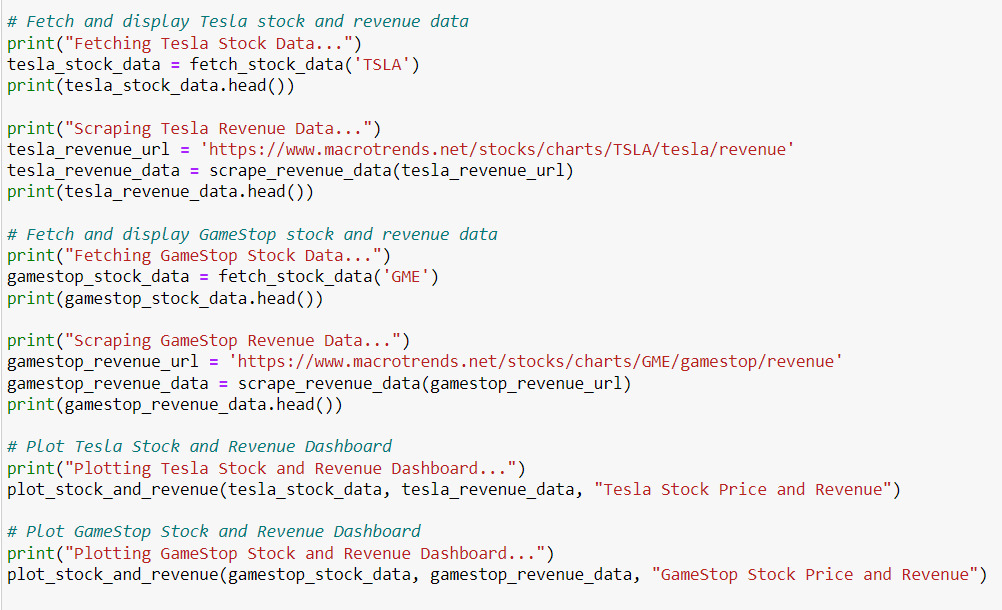 # Fetch and display Tesla stock and revenue data
print("Fetching Tesla Stock Data...")
tesla_stock_data = fetch_stock_data('TSLA')
print(tesla_stock_data.head())
print("Scraping Tesla Revenue Data...")
tesla_revenue_url = 'https://www.macrotrends.net/stocks/charts/TSLA/tesla/revenue'
tesla_revenue_data = scrape_revenue_data(tesla_revenue_url)
print(tesla_revenue_data.head())
# Fetch and display GameStop stock and revenue data
print("Fetching GameStop Stock Data...")
gamestop_stock_data = fetch_stock_data('GME')
print(gamestop_stock_data.head())
print("Scraping GameStop Revenue Data...")
gamestop_revenue_url = 'https://www.macrotrends.net/stocks/charts/GME/gamestop/revenue'
gamestop_revenue_data = scrape_revenue_data(gamestop_revenue_url)
print(gamestop_revenue_data.head())
# Plot Tesla Stock and Revenue Dashboard
print("Plotting Tesla Stock and Revenue Dashboard...")
plot_stock_and_revenue(tesla_stock_data, tesla_revenue_data, "Tesla Stock Price and Revenue")
# Plot GameStop Stock and Revenue Dashboard
print("Plotting GameStop Stock and Revenue Dashboard...")
plot_stock_and_revenue(gamestop_stock_data, gamestop_revenue_data, "GameStop Stock Price and Revenue")